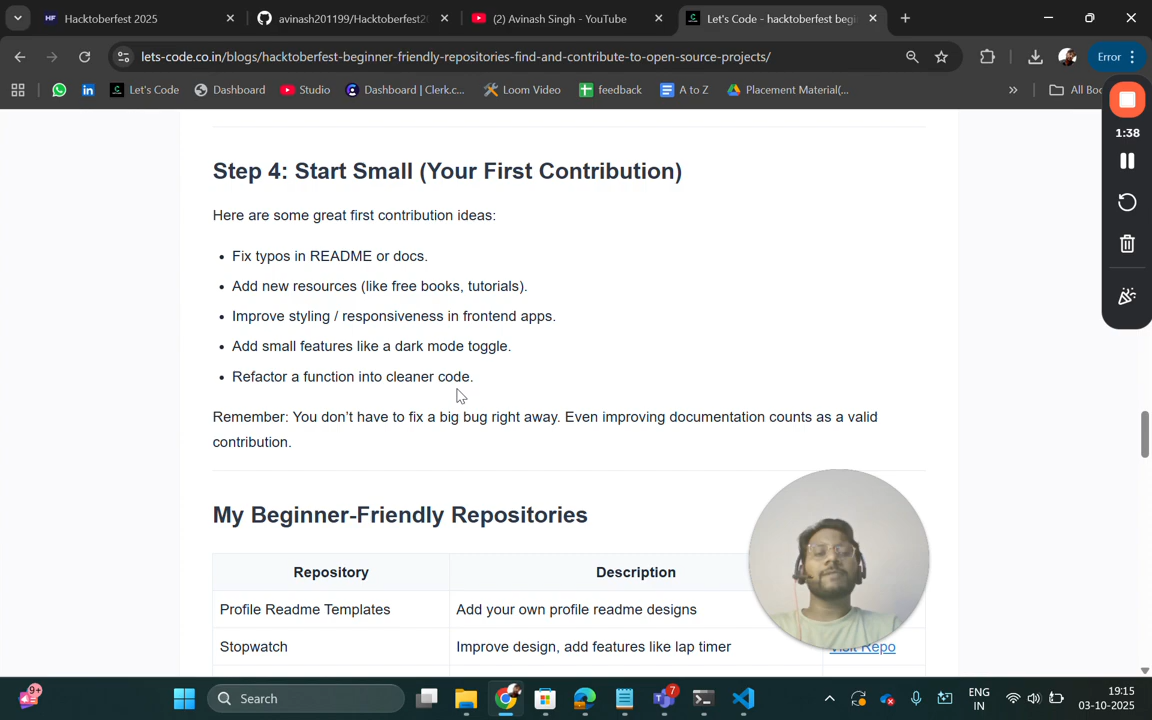 HF Hacktoberfest 2025
avinash201199/Hacktoberfest2
(2) Avinash Singh - YouTube
Let's Code - hacktoberfest begi
lets-code.co.in/blogs/hacktoberfest-beginner-friendly-repositories-find-and-contribute-to-open-source-projects/
Error
Let's Code
Dashboard
Studio
Dashboard | Clerk.c...
Loom Video
feedback
A to Z
Placement Material(...
»
All Boo
1:38
Step 4: Start Small (Your First Contribution)
Here are some great first contribution ideas:
• Fix typos in README or docs.
• Add new resources (like free books, tutorials).
• Improve styling / responsiveness in frontend apps.
• Add small features like a dark mode toggle.
• Refactor a function into cleaner code.
Remember: You don’t have to fix a big bug right away. Even improving documentation counts as a valid
contribution.
My Beginner-Friendly Repositories
Repository Description
Profile Readme Templates Add your own profile readme designs
Stopwatch Improve design, add features like lap timer Visit Repo
9+
Search
7
ENG
IN
19:15
03-10-2025